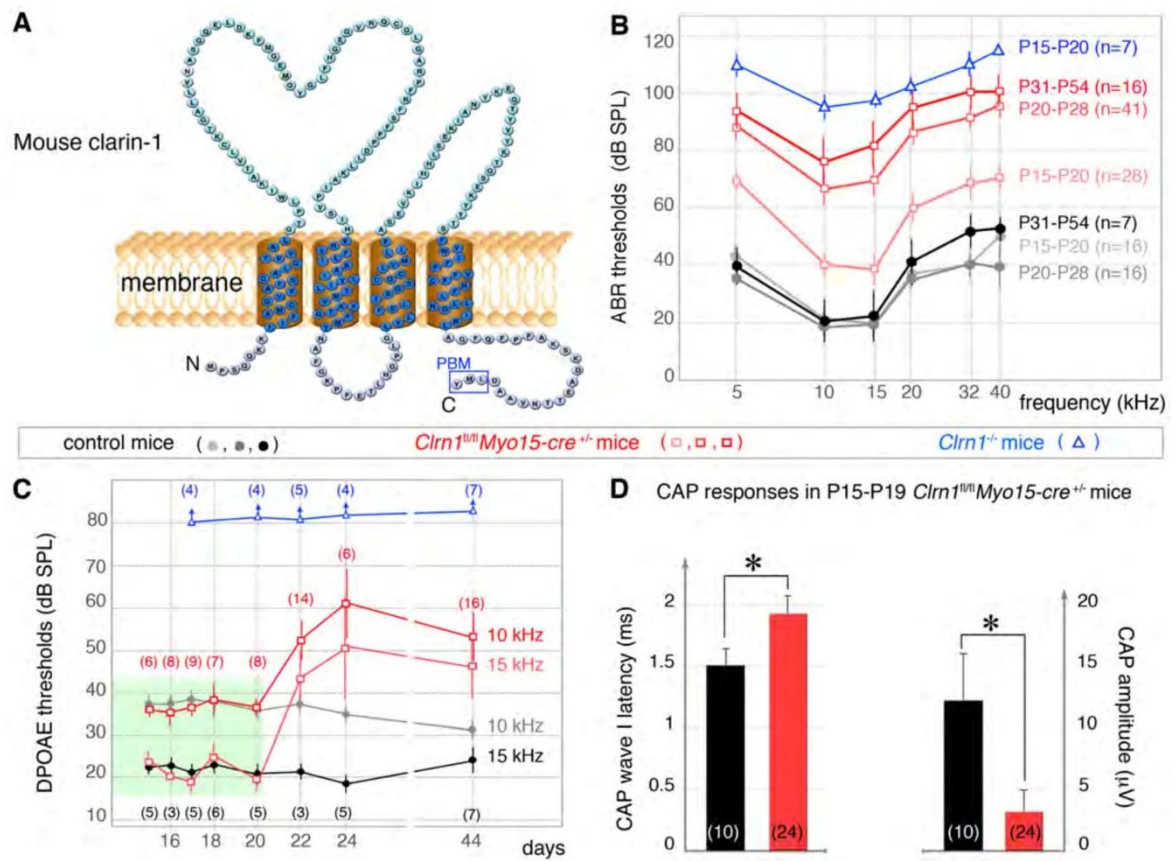 A
Mouse clarin-1
membrane
N
PBM
C
B
ABR thresholds (dB SPL)
120
100
80
60
40
20
0
5 10 15 20 32 40
frequency (kHz)
P15-P20 (n=7)
P31-P54 (n=16)
P20-P28 (n=41)
P15-P20 (n=28)
P31-P54 (n=7)
P15-P20 (n=16)
P20-P28 (n=16)
control mice ( , , )
Clrn1fl/fl Myo15-cre +/- mice ( , , )
Clrn1-/- mice ( )
C
DPOAE thresholds (dB SPL)
80
70
60
50
40
30
20
10
(4) (4) (5) (4) (7)
(6)
(14) (16)
(6) (8) (9) (7) (8)
10 kHz
15 kHz
10 kHz
15 kHz
(5) (3) (5) (6) (5) (3) (5) (7)
16 18 20 22 24 44 days
D CAP responses in P15-P19 Clrn1fl/fl Myo15-cre +/- mice
CAP wave I latency (ms)
2
1.5
1
0.5
0
*
(10) (24)
*
(10) (24)
20
15
10
5
0
CAP amplitude (μV)